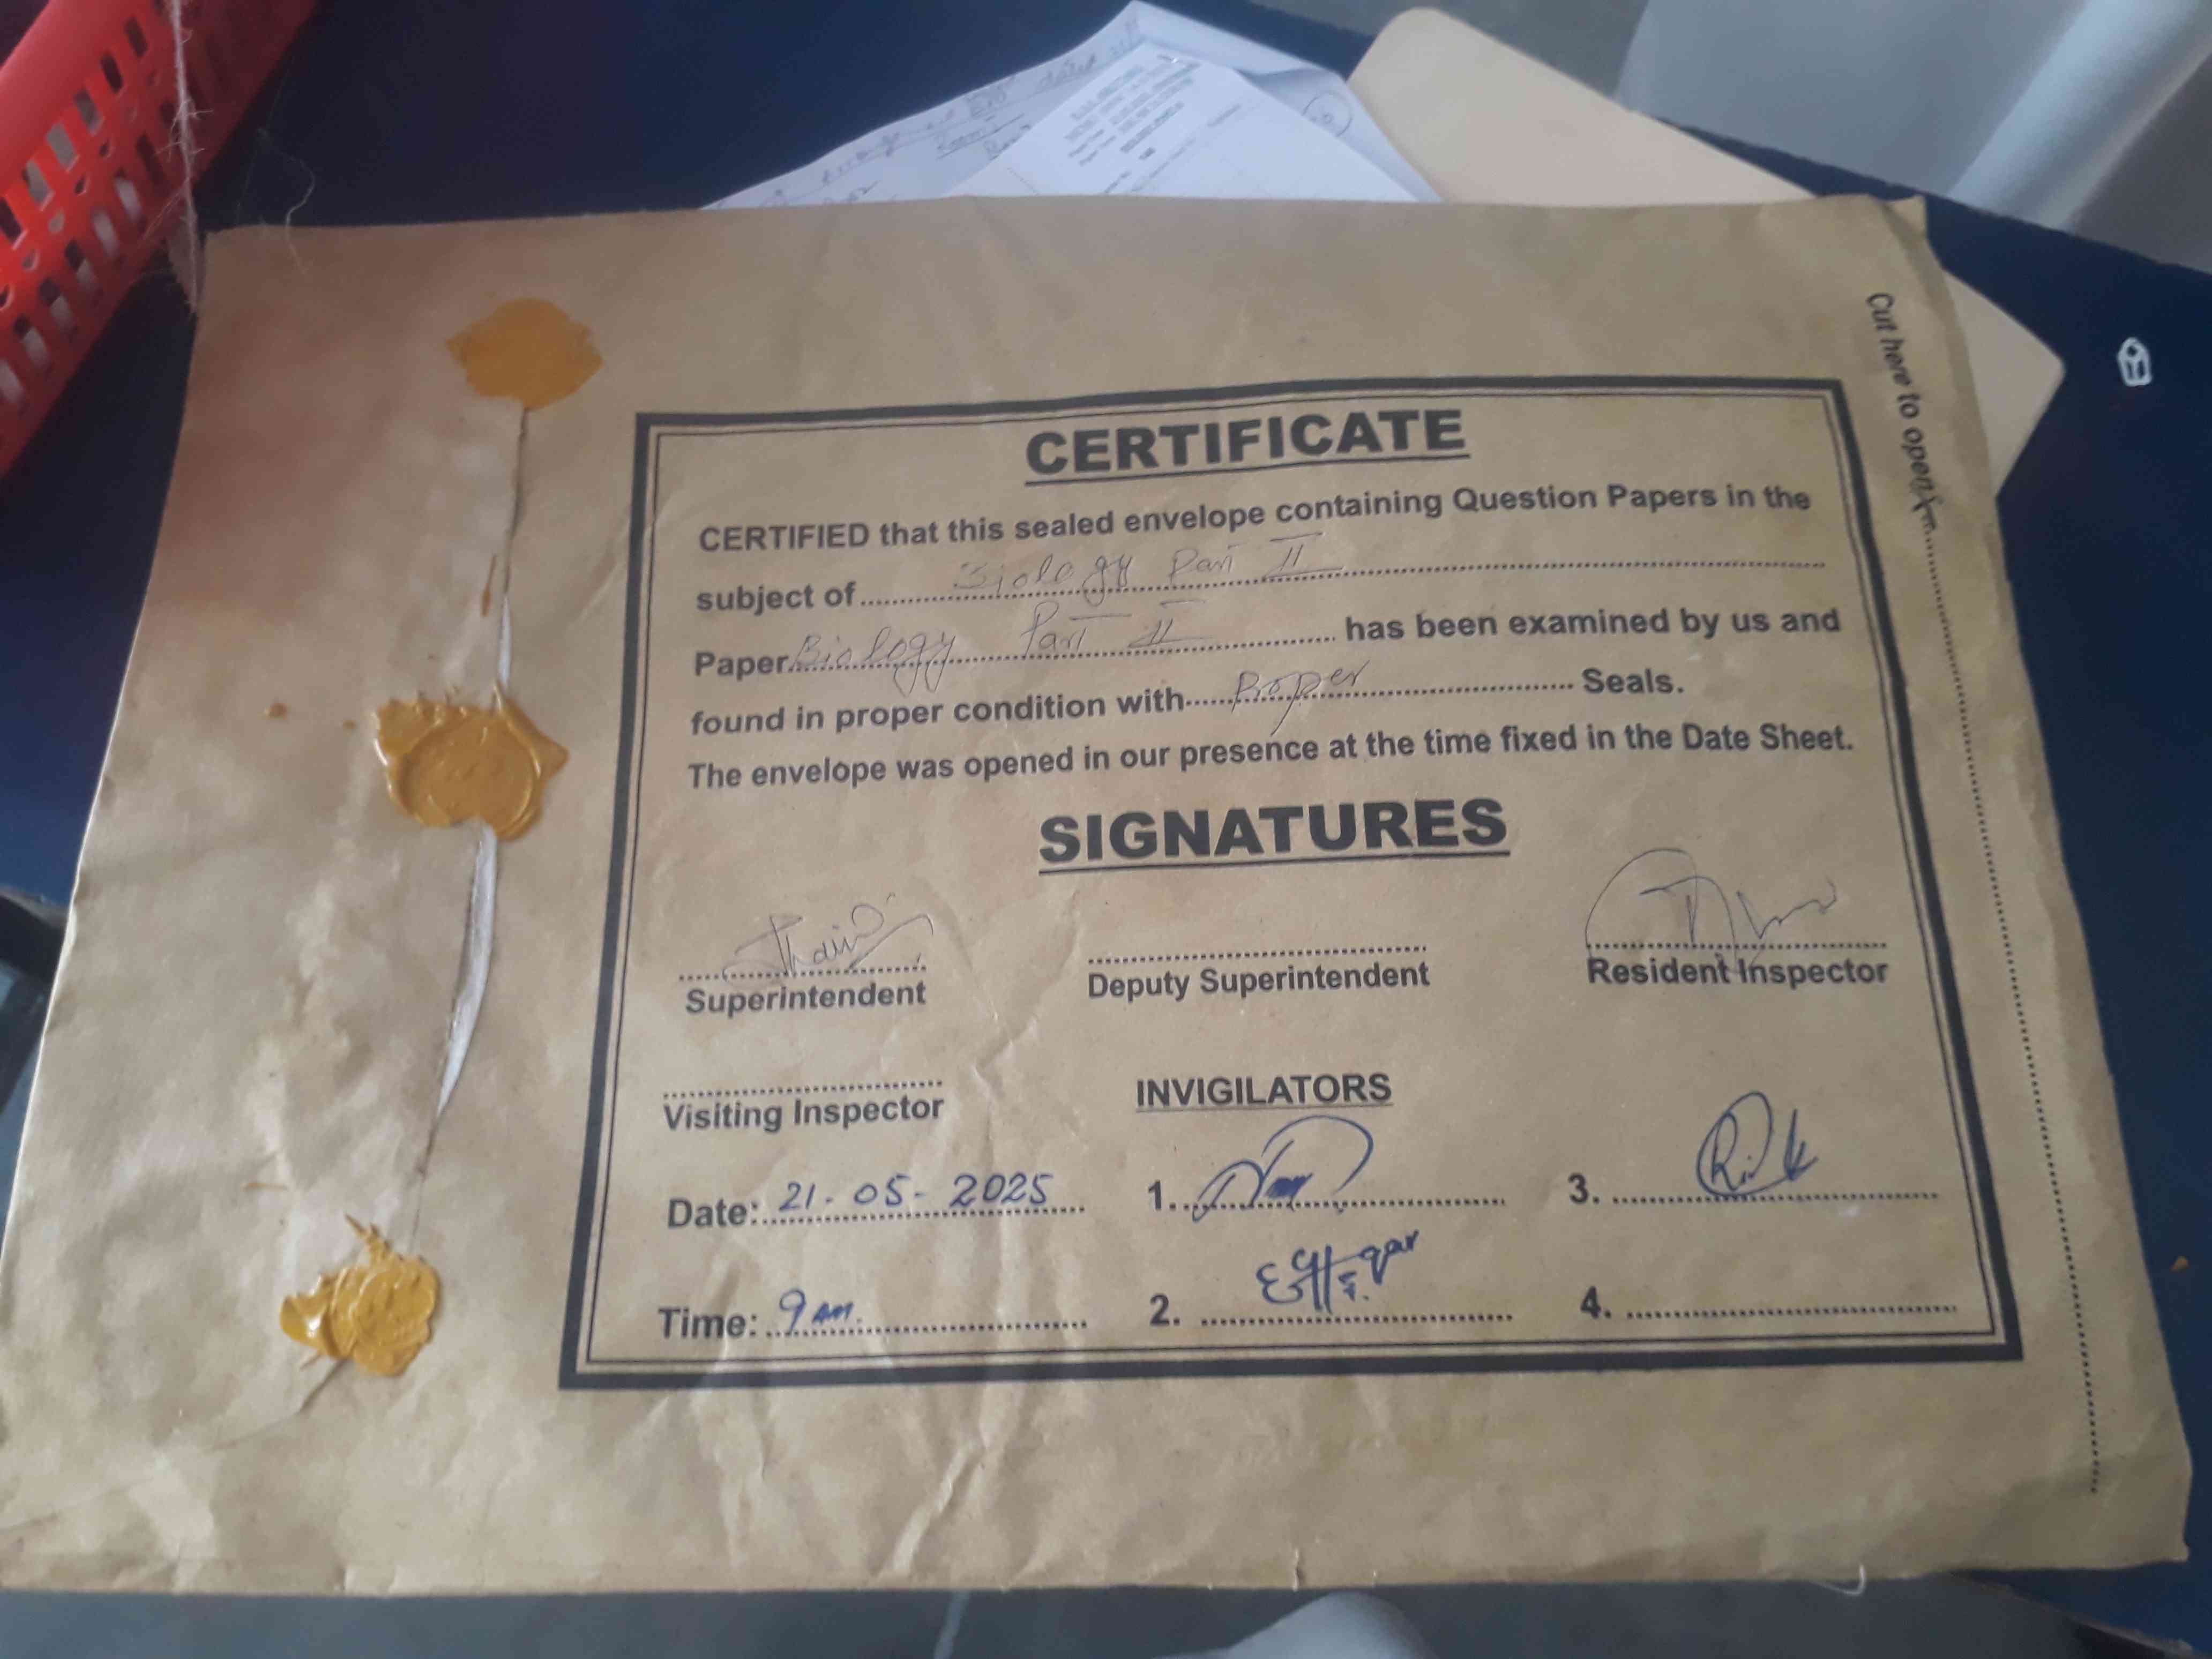 Cut here to open
CERTIFICATE
CERTIFIED that this sealed envelope containing Question Papers in the
subject of Biology Part II
Paper Biology Part II has been examined by us and
found in proper condition with Proper Seals.
The envelope was opened in our presence at the time fixed in the Date Sheet.
SIGNATURES
Superintendent
Deputy Superintendent
Resident Inspector
Visiting Inspector
INVIGILATORS
Date: 21-05-2025
1.
3.
Time: 9 am.
2.
4.